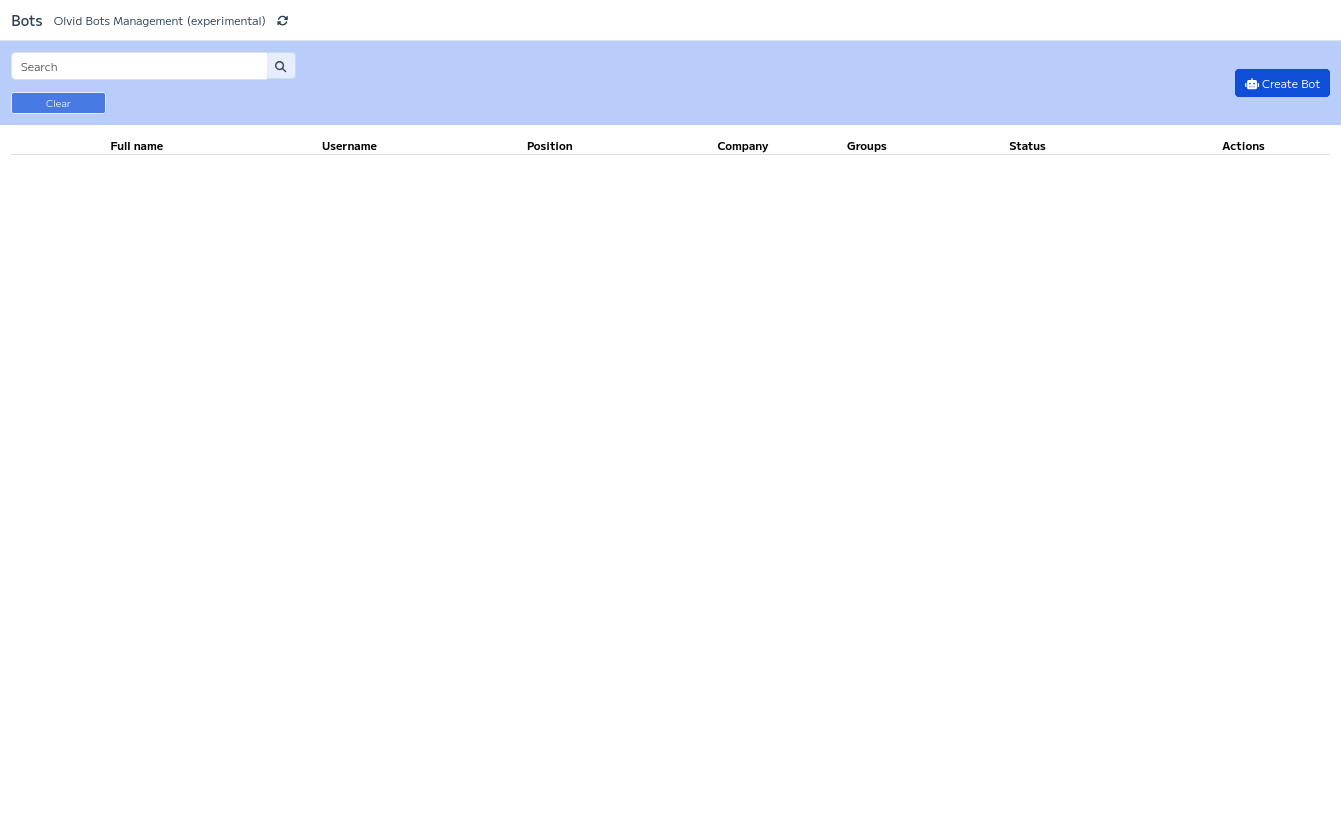 Bots Olvid Bots Management (experimental)
Search
Create Bot
Clear
Full name Username Position Company Groups Status Actions